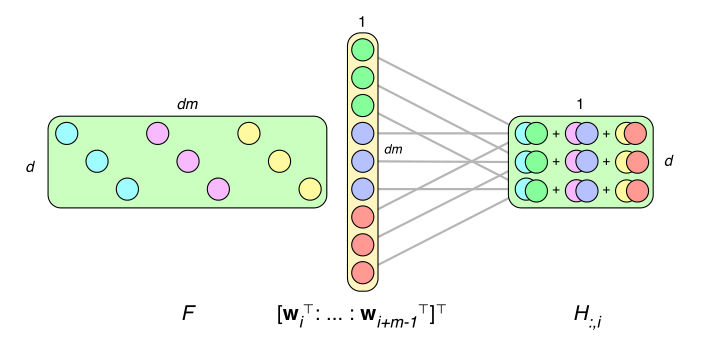 1
dm
1
d
dm
+ +
d
+ +
+ +
F
[w_i^⊤: ... : w_{i+m-1}^⊤]^⊤
H_{:,i}